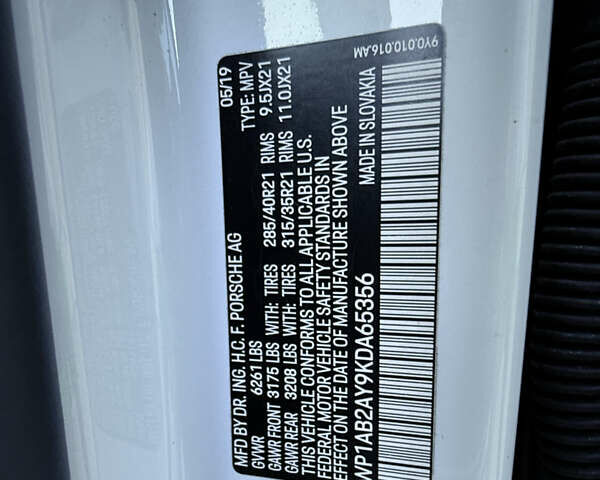 9Y0.010.016.AM
MFD BY DR. ING. H.C. F. PORSCHE AG 05/19
GVWR 6261 LBS TYPE: MPV
GAWR FRONT 3175 LBS WITH TIRES 285/40R21 RIMS 9.5JX21
GAWR REAR 3208 LBS WITH TIRES 315/35R21 RIMS 11.0JX21
THIS VEHICLE CONFORMS TO ALL APPLICABLE U.S.
FEDERAL MOTOR VEHICLE SAFETY STANDARDS IN
EFFECT ON THE DATE OF MANUFACTURE SHOWN ABOVE
MADE IN SLOVAKIA
WP1AB2AY9KDA65356